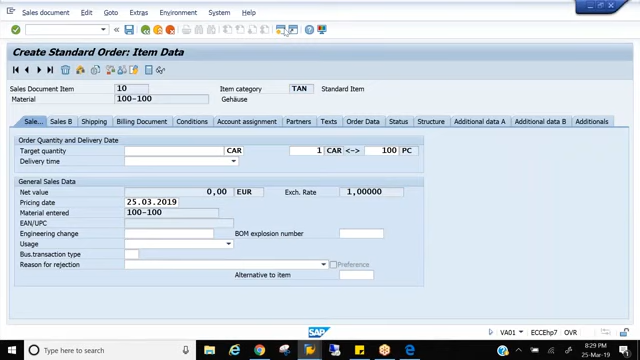 Sales document Edit Goto Extras Environment System Help
Create Standard Order: Item Data
Sales Document Item 10 Item category TAN Standard Item
Material 100-100 Gehäuse
Sale... Sales B Shipping Billing Document Conditions Account assignment Partners Texts Order Data Status Structure Additional data A Additional data B Additionals
Order Quantity and Delivery Date
Target quantity CAR 1 CAR <-> 100 PC
Delivery time
General Sales Data
Net value 0,00 EUR Exch. Rate 1,00000
Pricing date 25.03.2019
Material entered 100-100
EAN/UPC
Engineering change BOM explosion number
Usage
Bus.transaction type
Reason for rejection Preference
Alternative to item
SAP
VA01 ECCEhp7 OVR
Type here to search
8:29 PM
25-Mar-19